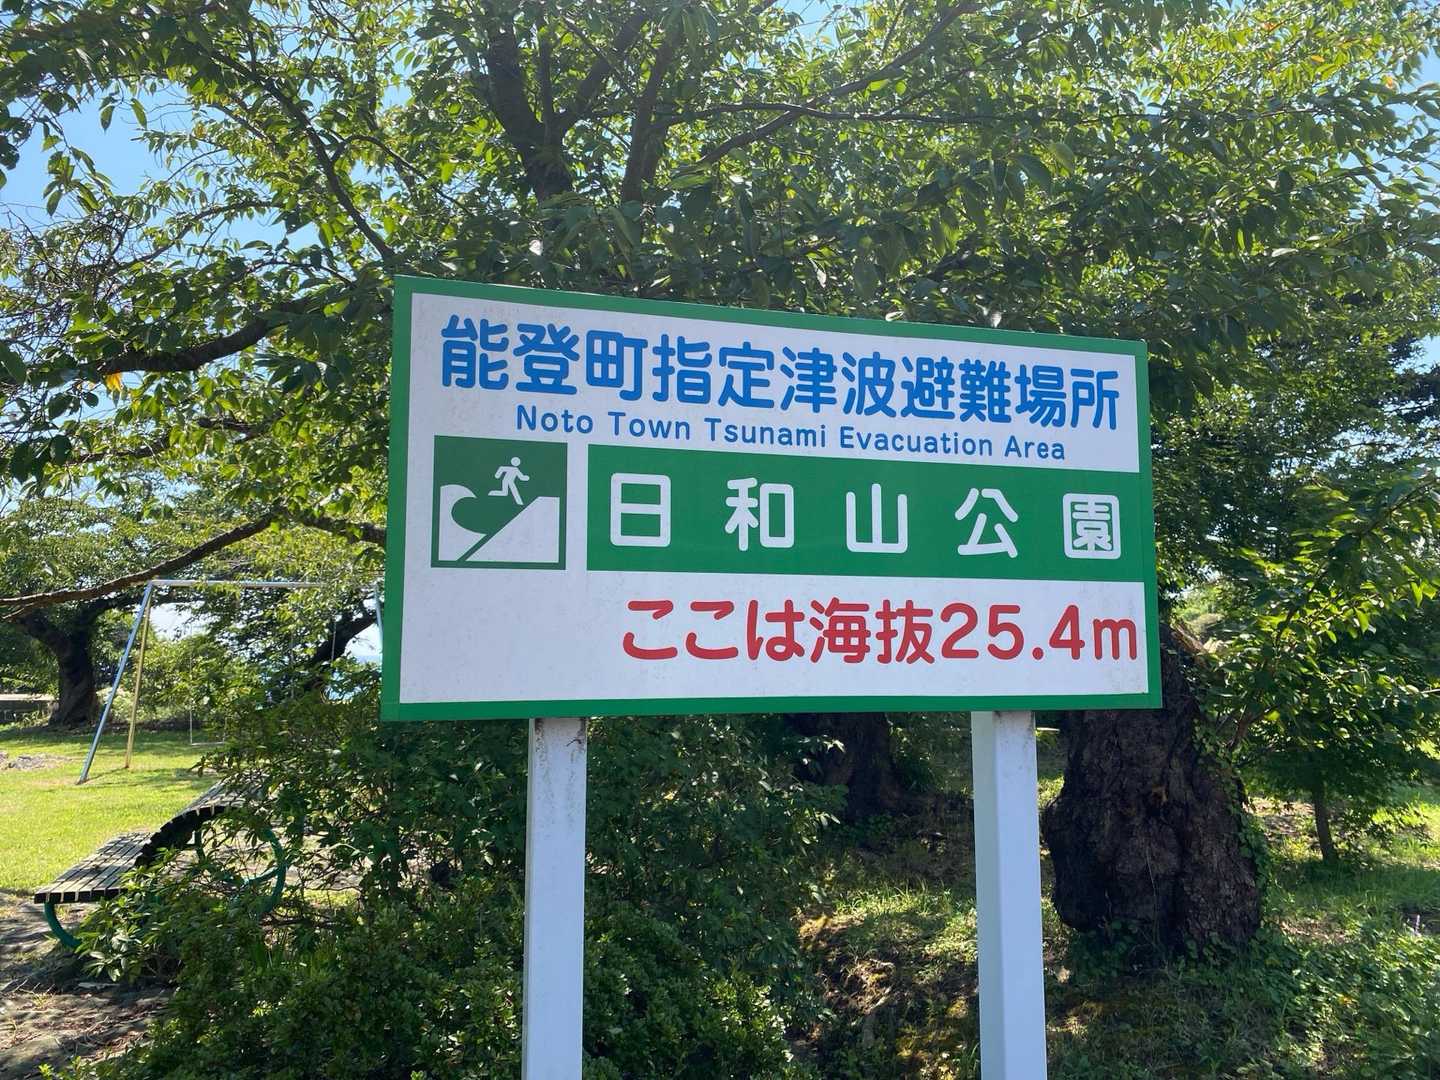 能登町指定津波避難場所
Noto Town Tsunami Evacuation Area
日和山公園
ここは海抜25.4m